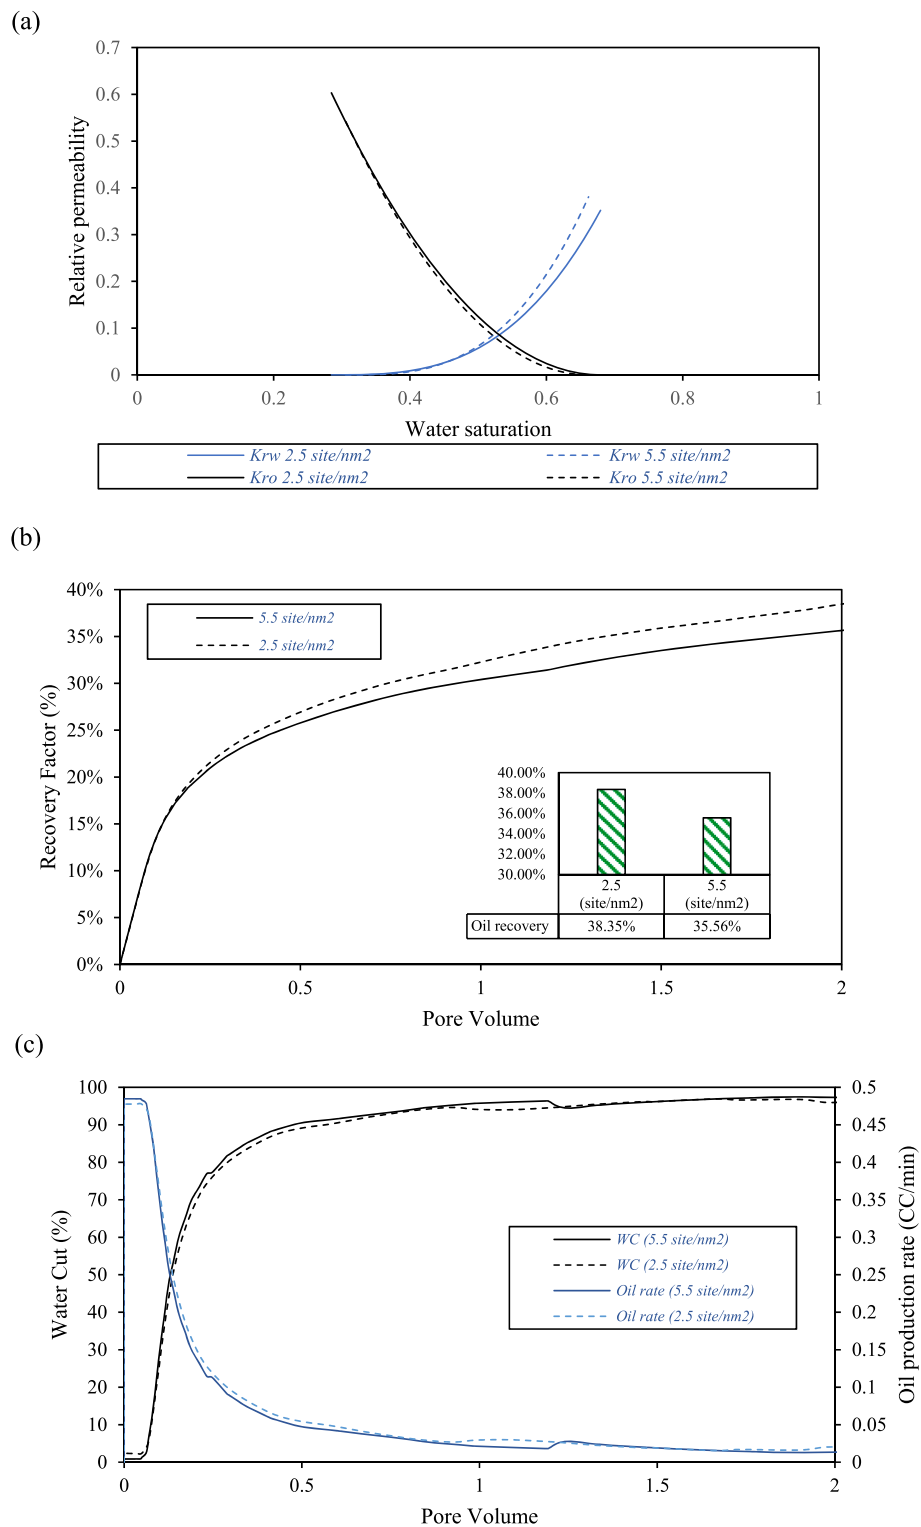 (a)
0.7
0.6
0.5
0.4
0.3
0.2
0.1
0
Relative permeability
0 0.2 0.4 0.6 0.8 1
Water saturation
Krw 2.5 site/nm2 Krw 5.5 site/nm2
Kro 2.5 site/nm2 Kro 5.5 site/nm2
(b)
40%
35%
30%
25%
20%
15%
10%
5%
0%
Recovery Factor (%)
5.5 site/nm2
2.5 site/nm2
40.00%
38.00%
36.00%
34.00%
32.00%
30.00%
2.5 5.5
(site/nm2) (site/nm2)
Oil recovery 38.35% 35.56%
0 0.5 1 1.5 2
Pore Volume
(c)
100
90
80
70
60
50
40
30
20
10
0
Water Cut (%)
WC (5.5 site/nm2)
WC (2.5 site/nm2)
Oil rate (5.5 site/nm2)
Oil rate (2.5 site/nm2)
0.5
0.45
0.4
0.35
0.3
0.25
0.2
0.15
0.1
0.05
0
Oil production rate (CC/min)
0 0.5 1 1.5 2
Pore Volume